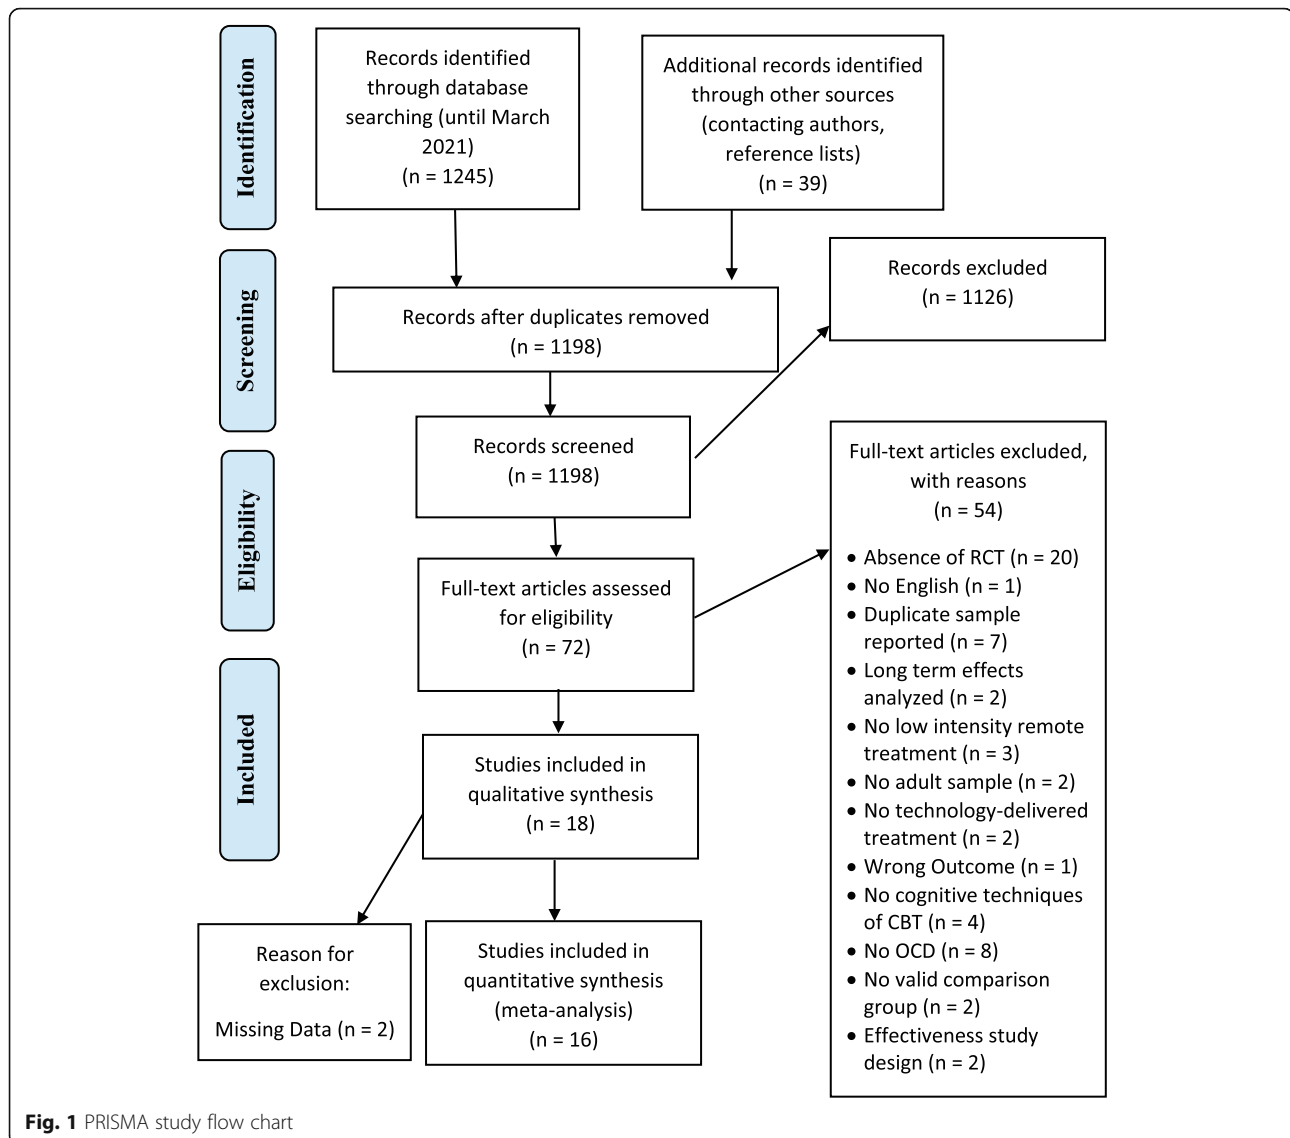 Identification
Records identified
through database
searching (until March
2021)
(n = 1245)
Additional records identified
through other sources
(contacting authors,
reference lists)
(n = 39)
Screening
Records after duplicates removed
(n = 1198)
Records excluded
(n = 1126)
Records screened
(n = 1198)
Eligibility
Full-text articles assessed
for eligibility
(n = 72)
Full-text articles excluded,
with reasons
(n = 54)
• Absence of RCT (n = 20)
• No English (n = 1)
• Duplicate sample
reported (n = 7)
• Long term effects
analyzed (n = 2)
• No low intensity remote
treatment (n = 3)
• No adult sample (n = 2)
• No technology-delivered
treatment (n = 2)
• Wrong Outcome (n = 1)
• No cognitive techniques
of CBT (n = 4)
• No OCD (n = 8)
• No valid comparison
group (n = 2)
• Effectiveness study
design (n = 2)
Included
Studies included in
qualitative synthesis
(n = 18)
Reason for
exclusion:
Missing Data (n = 2)
Studies included in
quantitative synthesis
(meta-analysis)
(n = 16)
Fig. 1 PRISMA study flow chart